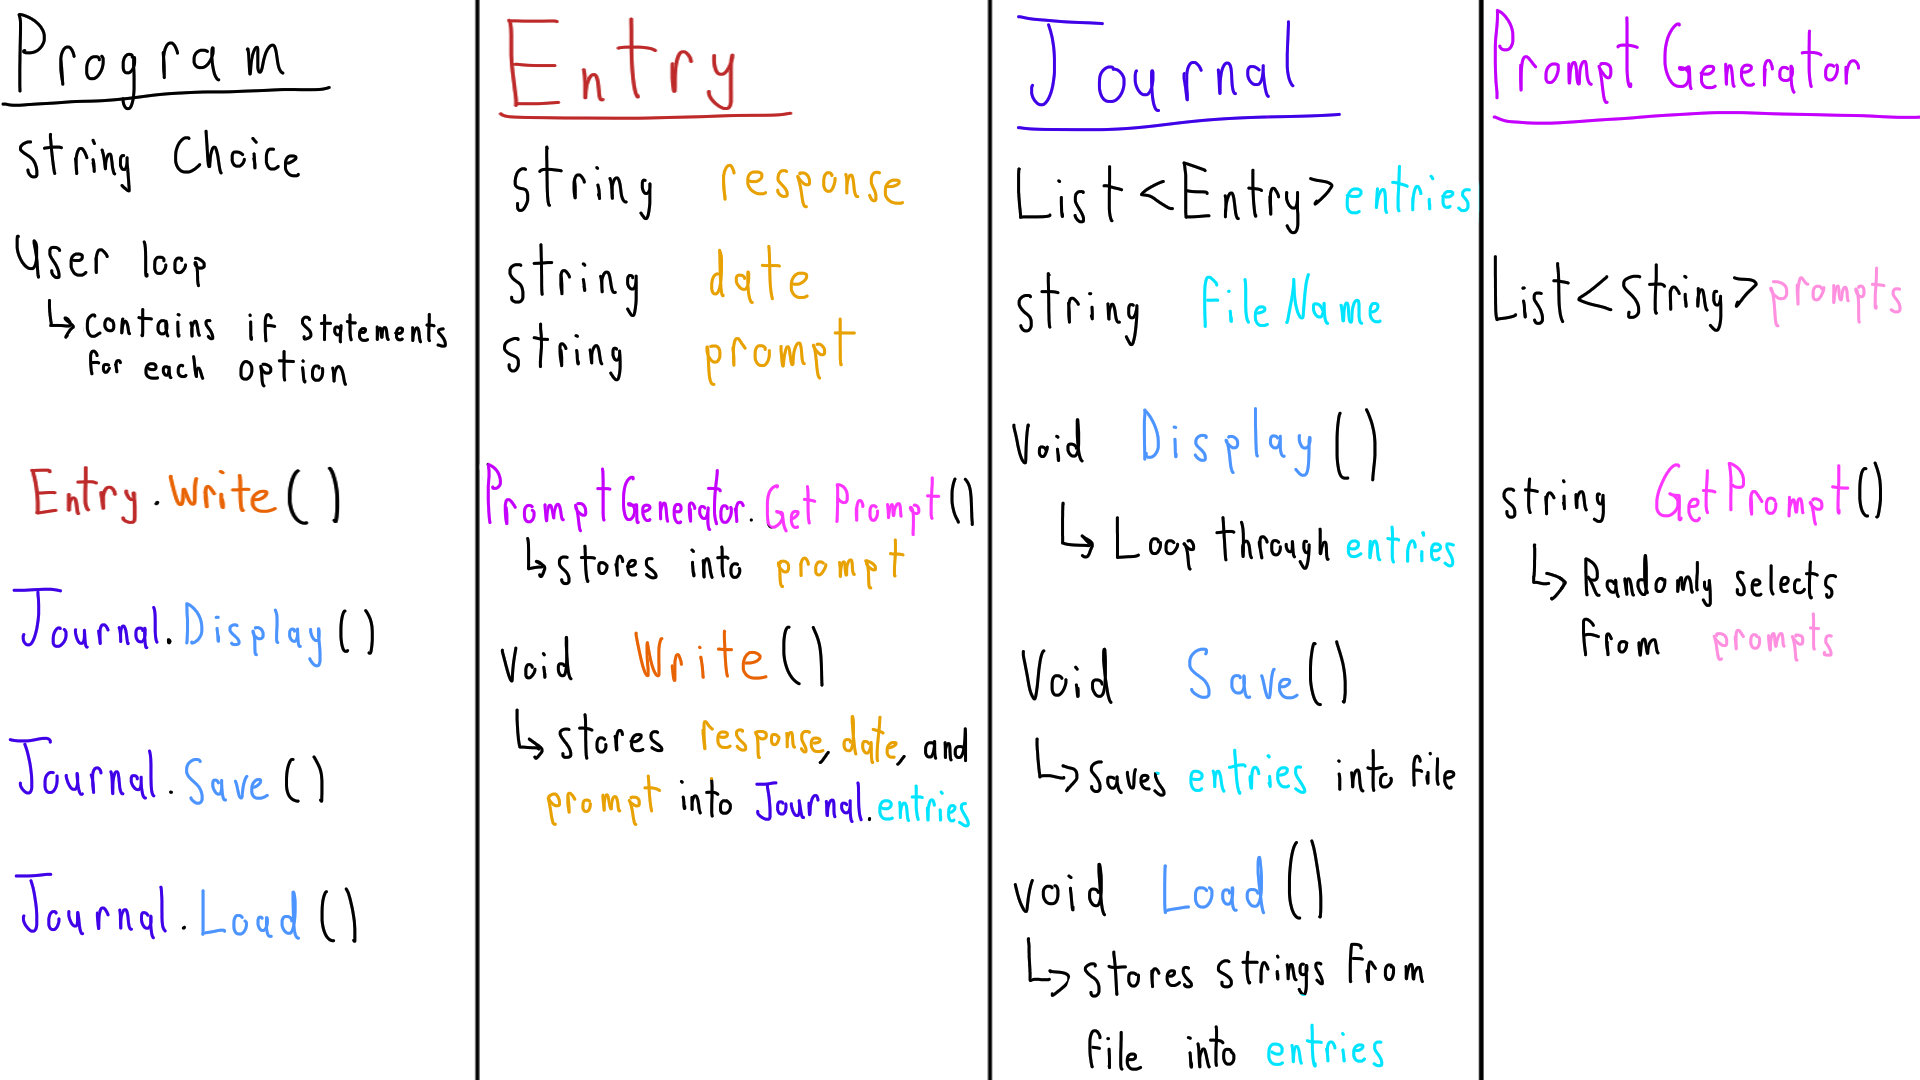 Program
string Choice
User loop
↳ contains if statements
for each option
Entry.Write()
Journal.Display()
Journal.Save()
Journal.Load()
Entry
string response
string date
string prompt
PromptGenerator.GetPrompt()
↳ stores into prompt
Void Write()
↳ stores response, date, and
prompt into Journal.entries
Journal
List<Entry> entries
string fileName
Void Display()
↳ Loop through entries
Void Save()
↳ Saves entries into file
void Load()
↳ stores strings from
file into entries
Prompt Generator
List<String> prompts
string GetPrompt()
↳ Randomly selects
from prompts